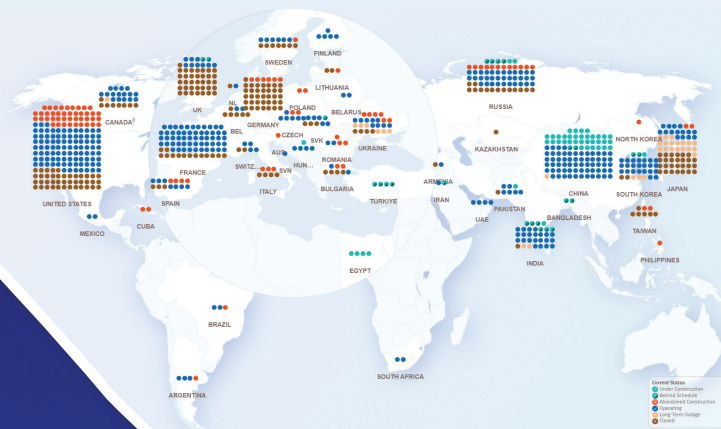 FINLAND
SWEDEN
LITHUANIA
RUSSIA
CANADA
UK
NL
POLAND
BELARUS
GERMANY
BEL
CZECH
SVK
UKRAINE
NORTH KOREA
KAZAKHSTAN
AUS
FRANCE
SWITZ...
HUN...
ROMANIA
SVN
ITALY
BULGARIA
ARMENIA
CHINA
SOUTH KOREA
JAPAN
UNITED STATES
SPAIN
TÜRKIYE
IRAN
PAKISTAN
UAE
BANGLADESH
MEXICO
CUBA
TAIWAN
INDIA
PHILIPPINES
EGYPT
BRAZIL
SOUTH AFRICA
ARGENTINA
Current Status
Under Construction
Behind Schedule
Abandoned Construction
Operating
Long-Term Outage
Closed